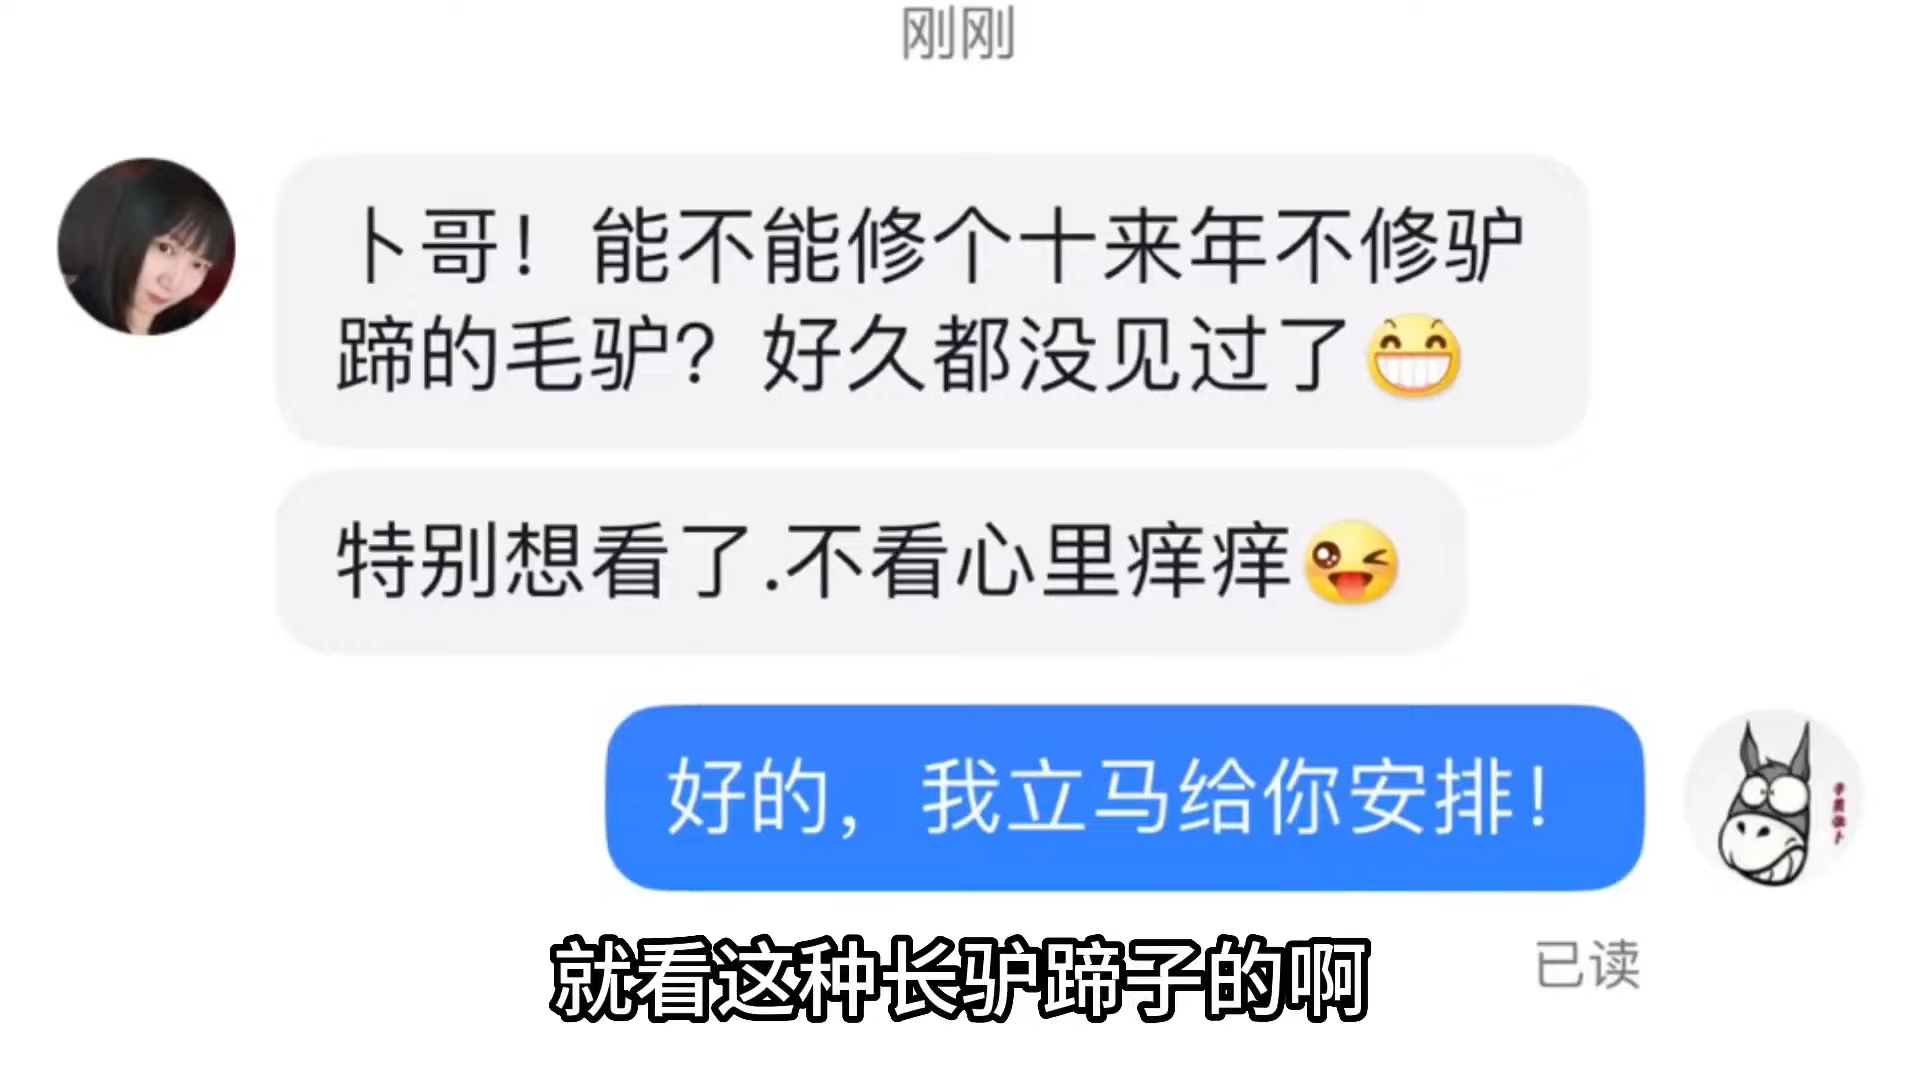 刚刚
卜哥！能不能修个十来年不修驴
蹄的毛驴？好久都没见过了😁
特别想看了.不看心里痒痒😜
好的，我立马给你安排！
已读
就看这种长驴蹄子的啊